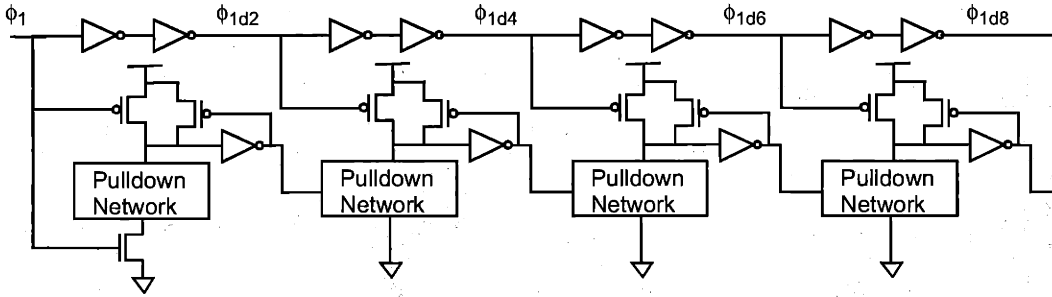 ϕ1
ϕ1d2
ϕ1d4
ϕ1d6
ϕ1d8
Pulldown
Network
Pulldown
Network
Pulldown
Network
Pulldown
Network